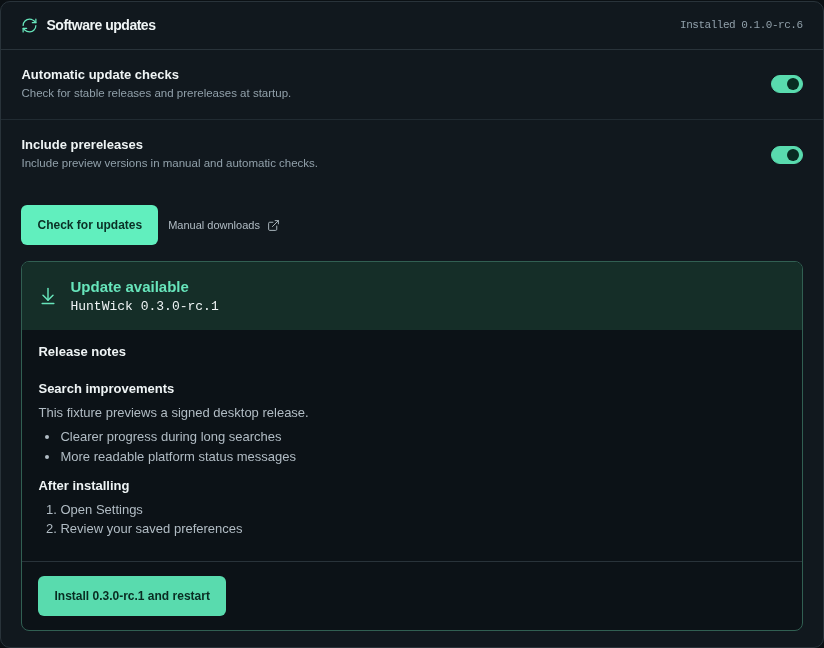 Software updates
Installed 0.1.0-rc.6
Automatic update checks
Check for stable releases and prereleases at startup.
Include prereleases
Include preview versions in manual and automatic checks.
Check for updates
Manual downloads
Update available
HuntWick 0.3.0-rc.1
Release notes
Search improvements
This fixture previews a signed desktop release.
• Clearer progress during long searches
• More readable platform status messages
After installing
1. Open Settings
2. Review your saved preferences
Install 0.3.0-rc.1 and restart